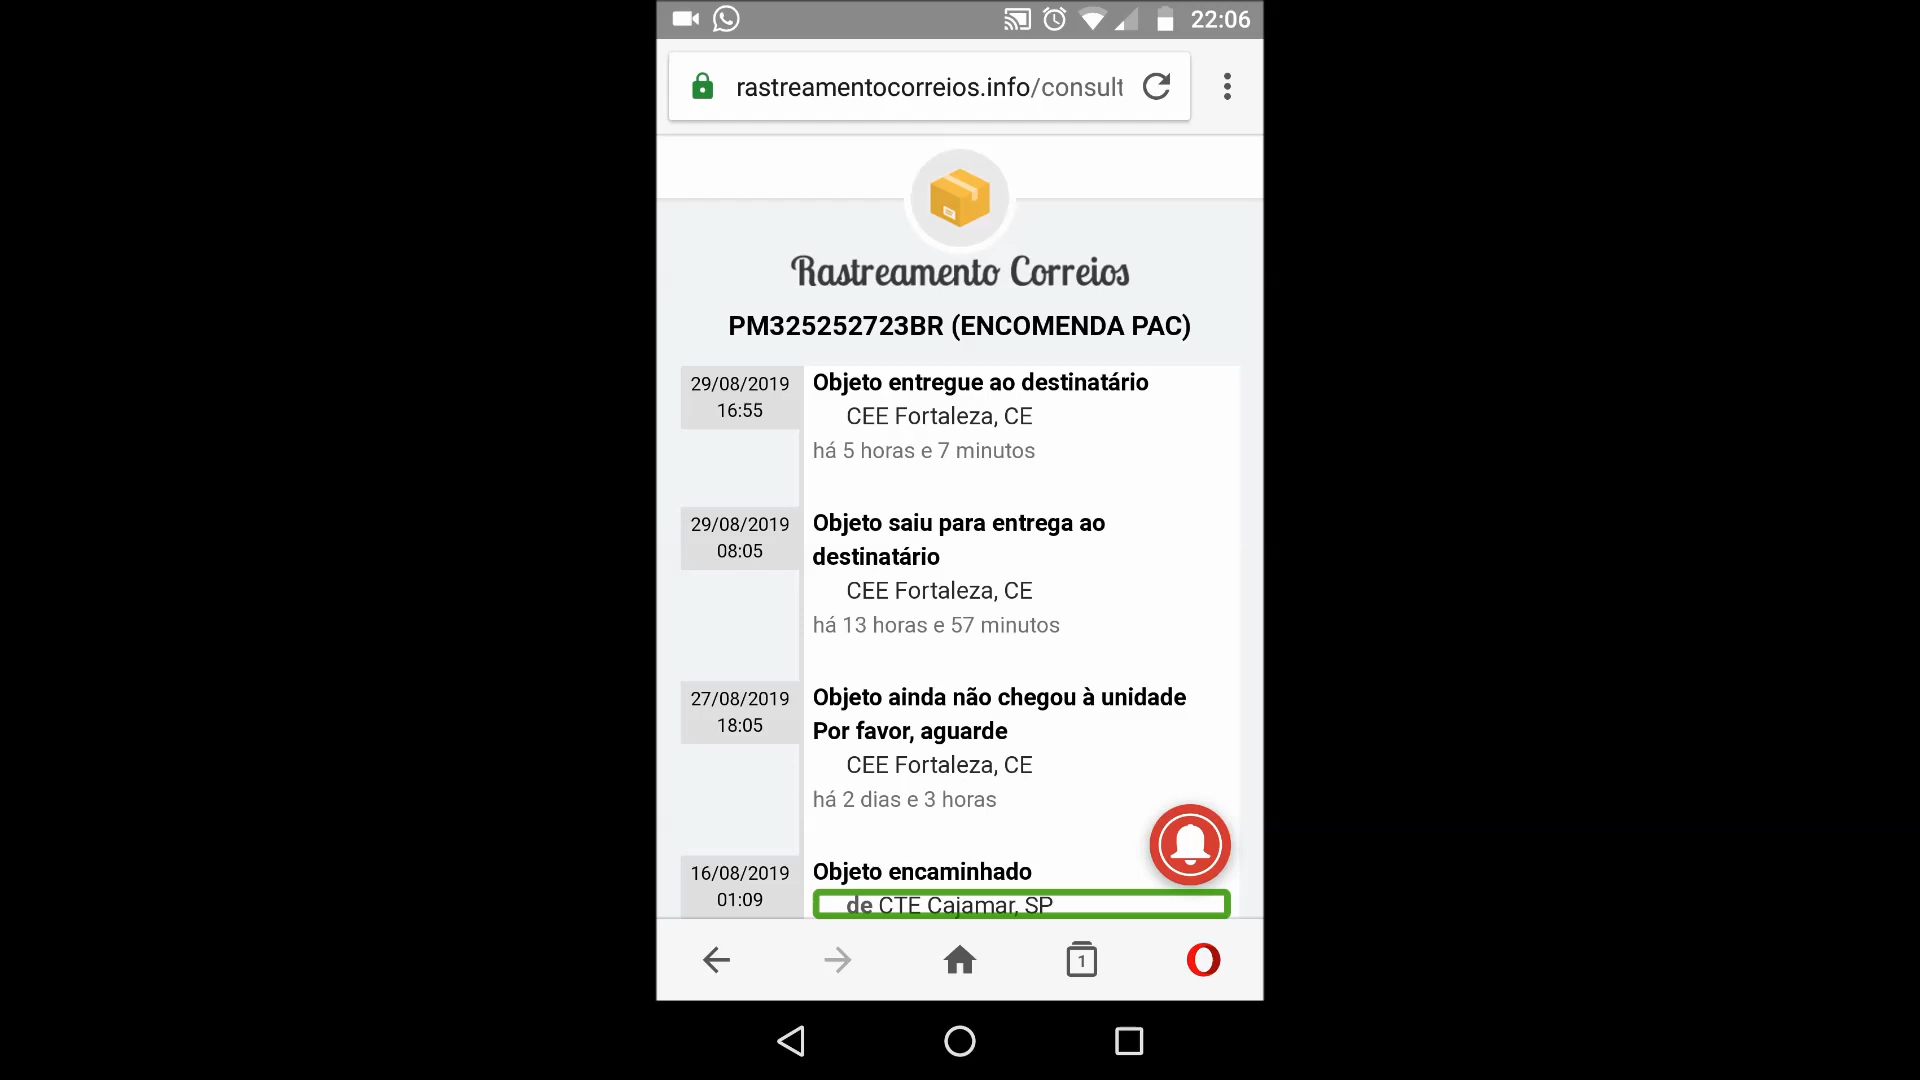 22:06
rastreamentocorreios.info/consult
Rastreamento Correios
PM325252723BR (ENCOMENDA PAC)
29/08/2019
16:55
Objeto entregue ao destinatário
CEE Fortaleza, CE
há 5 horas e 7 minutos
29/08/2019
08:05
Objeto saiu para entrega ao
destinatário
CEE Fortaleza, CE
há 13 horas e 57 minutos
27/08/2019
18:05
Objeto ainda não chegou à unidade
Por favor, aguarde
CEE Fortaleza, CE
há 2 dias e 3 horas
16/08/2019
01:09
Objeto encaminhado
de CTE Cajamar, SP
1